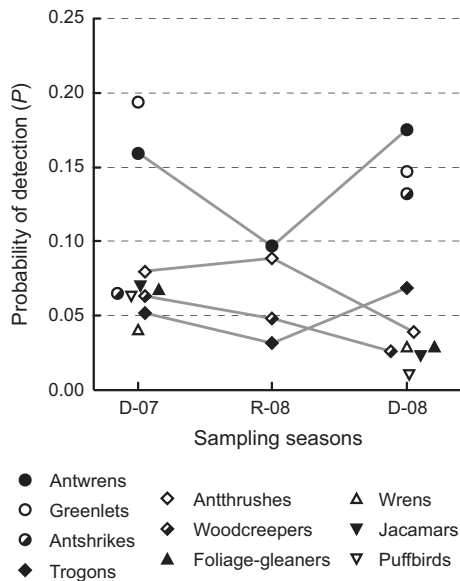 0.25
0.20
0.15
0.10
0.05
0.00
Probability of detection (P)
D-07 R-08 D-08
Sampling seasons
Antwrens
Greenlets
Antshrikes
Trogons
Antthrushes
Woodcreepers
Foliage-gleaners
Wrens
Jacamars
Puffbirds